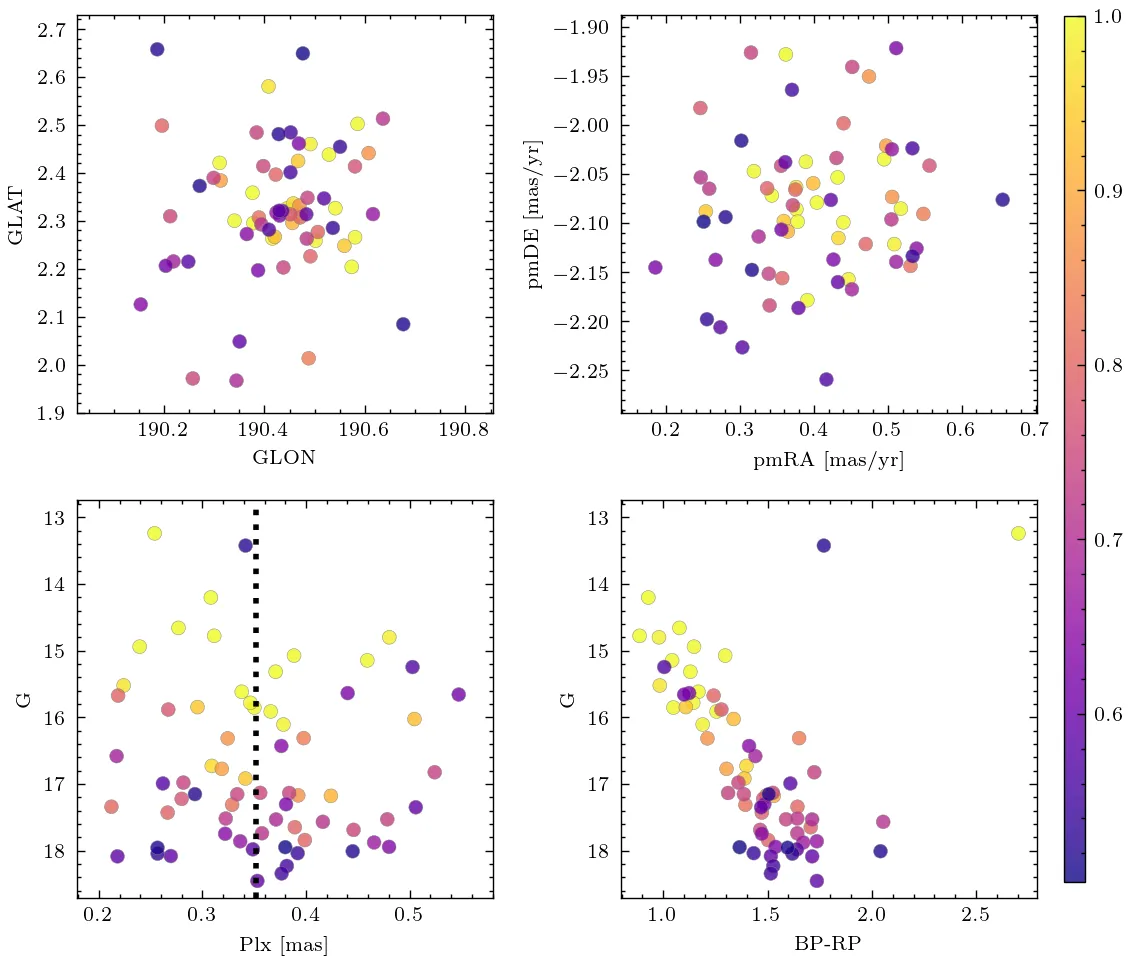 2.7
2.6
2.5
2.4
2.3
2.2
2.1
2.0
1.9
GLAT
190.2 190.4 190.6 190.8
GLON
−1.90
−1.95
−2.00
−2.05
−2.10
−2.15
−2.20
−2.25
pmDE [mas/yr]
0.2 0.3 0.4 0.5 0.6 0.7
pmRA [mas/yr]
1.0
0.9
0.8
0.7
0.6
13
14
15
16
17
18
G
0.2 0.3 0.4 0.5
Plx [mas]
13
14
15
16
17
18
G
1.0 1.5 2.0 2.5
BP-RP